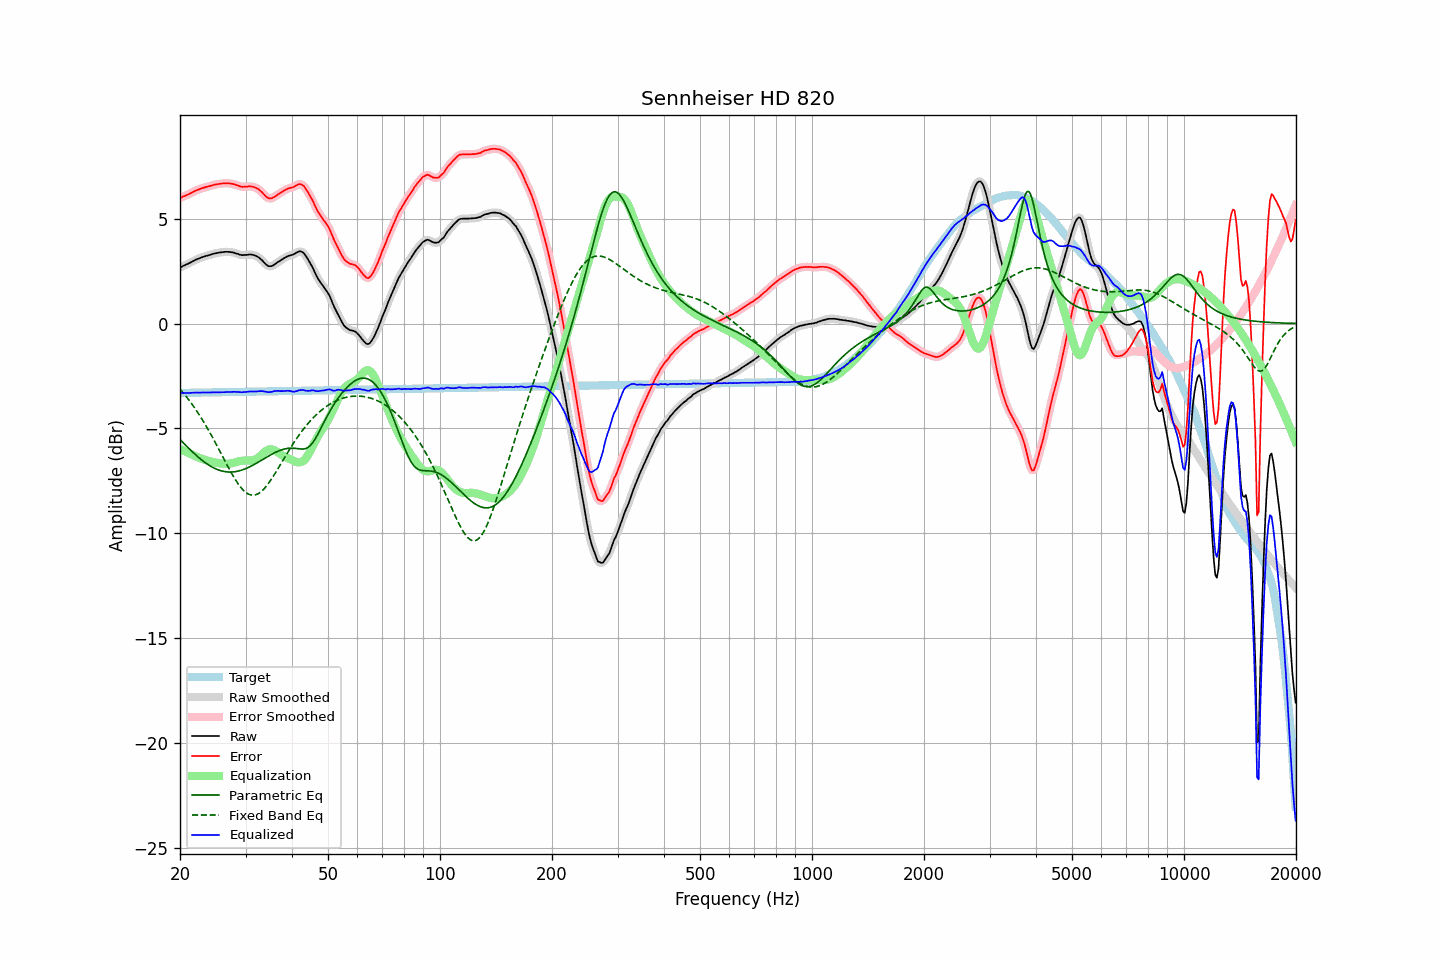 Sennheiser HD 820
Amplitude (dBr)
5
0
−5
−10
−15
−20
−25
Target
Raw Smoothed
Error Smoothed
Raw
Error
Equalization
Parametric Eq
Fixed Band Eq
Equalized
20 50 100 200 500 1000 2000 5000 10000 20000
Frequency (Hz)